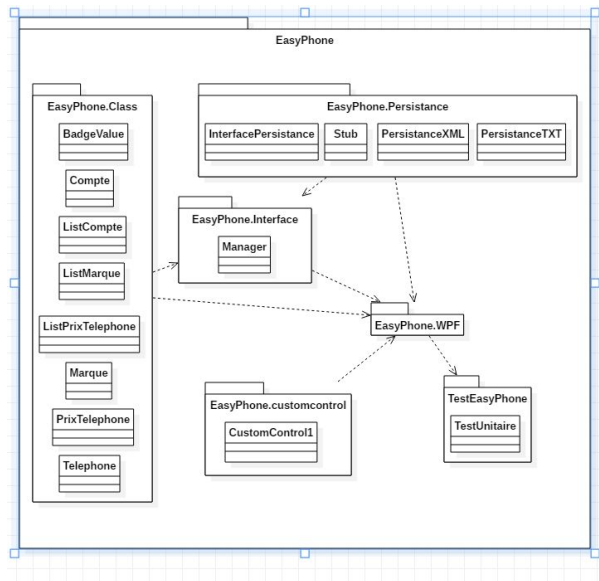 EasyPhone
EasyPhone.Class
BadgeValue
Compte
ListCompte
ListMarque
ListPrixTelephone
Marque
PrixTelephone
Telephone
EasyPhone.Persistance
InterfacePersistance
Stub
PersistanceXML
PersistanceTXT
EasyPhone.Interface
Manager
EasyPhone.WPF
EasyPhone.customcontrol
CustomControl1
TestEasyPhone
TestUnitaire